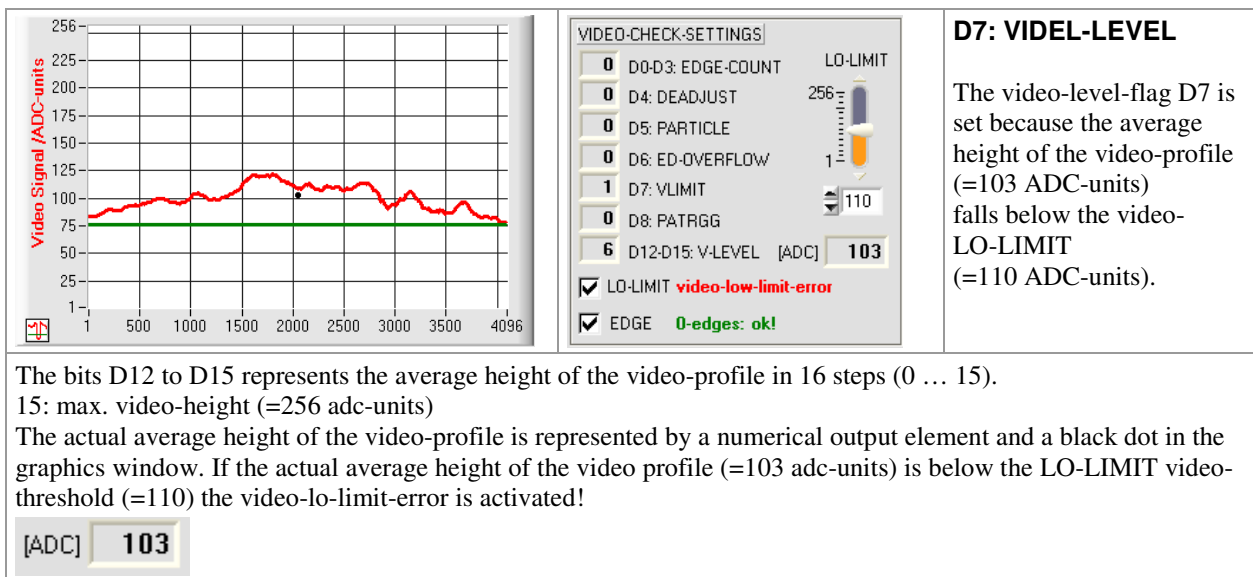 256
225
200
175
150
125
100
75
50
25
1
Video Signal /ADC-units
1 500 1000 1500 2000 2500 3000 3500 4096
VIDEO-CHECK-SETTINGS
0 D0-D3: EDGE-COUNT
0 D4: DEADJUST
0 D5: PARTICLE
0 D6: ED-OVERFLOW
1 D7: VLIMIT
0 D8: PATRGG
6 D12-D15: V-LEVEL [ADC] 103
LO-LIMIT
256
1
110
LO-LIMIT video-low-limit-error
EDGE 0-edges: ok!
D7: VIDEL-LEVEL
The video-level-flag D7 is
set because the average
height of the video-profile
(=103 ADC-units)
falls below the video-
LO-LIMIT
(=110 ADC-units).
The bits D12 to D15 represents the average height of the video-profile in 16 steps (0 … 15).
15: max. video-height (=256 adc-units)
The actual average height of the video-profile is represented by a numerical output element and a black dot in the
graphics window. If the actual average height of the video profile (=103 adc-units) is below the LO-LIMIT video-
threshold (=110) the video-lo-limit-error is activated!
[ADC] 103